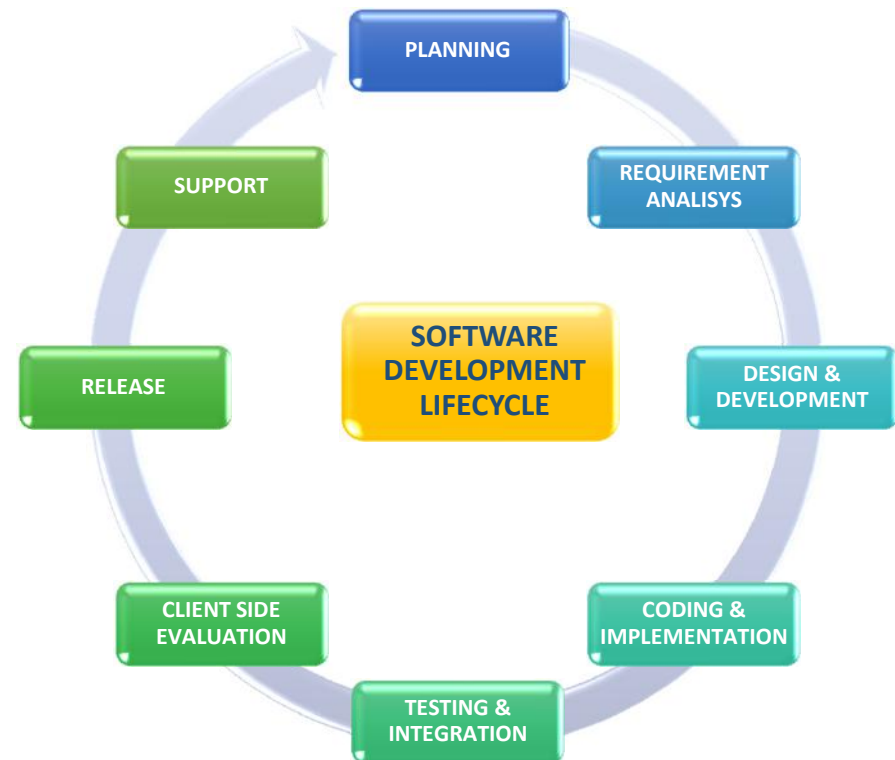 PLANNING
REQUIREMENT
ANALISYS
DESIGN &
DEVELOPMENT
CODING &
IMPLEMENTATION
TESTING &
INTEGRATION
CLIENT SIDE
EVALUATION
RELEASE
SUPPORT
SOFTWARE
DEVELOPMENT
LIFECYCLE